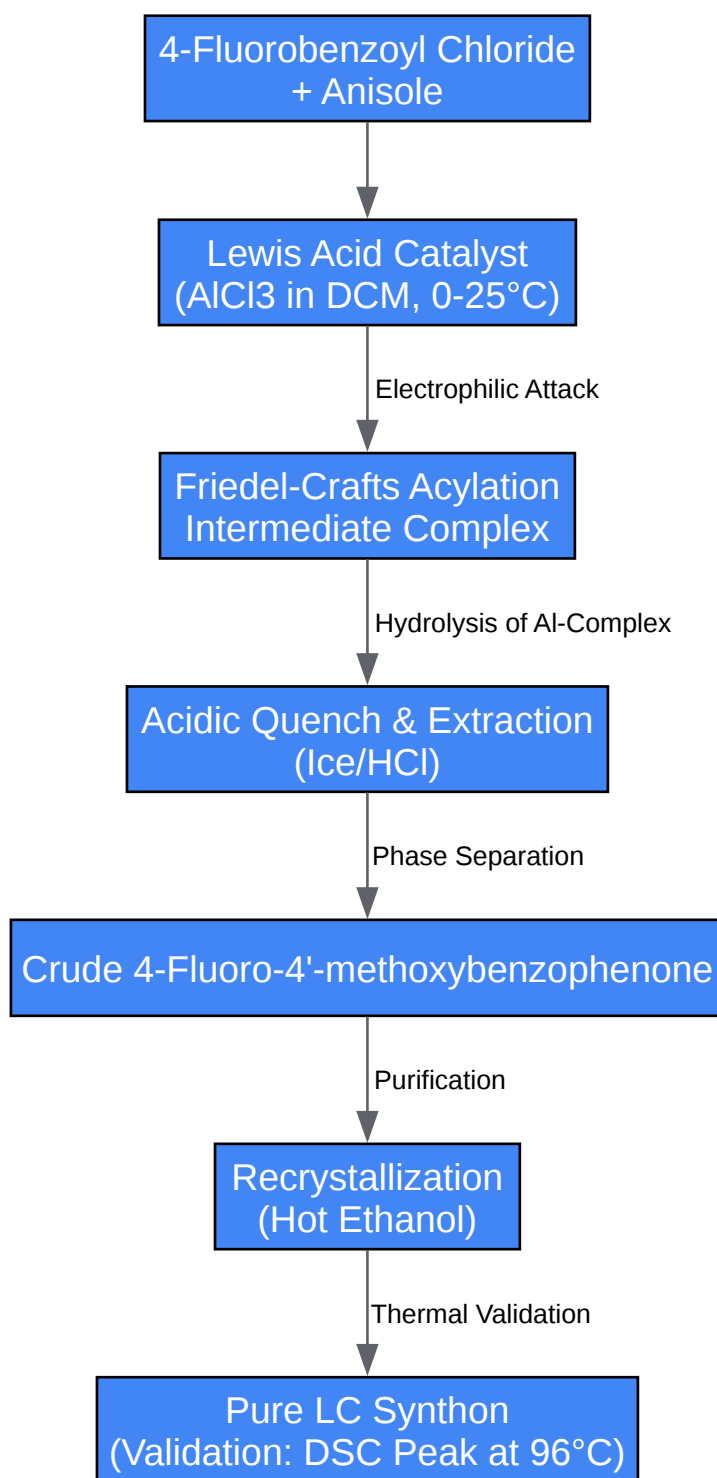 4-Fluorobenzoyl Chloride
+ Anisole
Lewis Acid Catalyst
(AlCl3 in DCM, 0-25°C)
Electrophilic Attack
Friedel-Crafts Acylation
Intermediate Complex
Hydrolysis of Al-Complex
Acidic Quench & Extraction
(Ice/HCl)
Phase Separation
Crude 4-Fluoro-4'-methoxybenzophenone
Purification
Recrystallization
(Hot Ethanol)
Thermal Validation
Pure LC Synthon
(Validation: DSC Peak at 96°C)